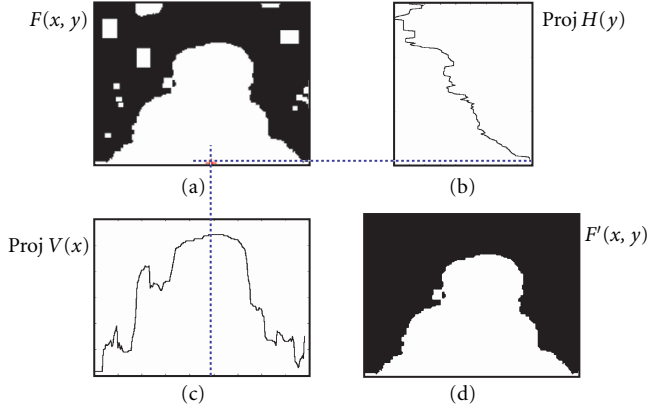 F(x, y)
Proj H(y)
(a)
(b)
Proj V(x)
F′(x, y)
(c)
(d)